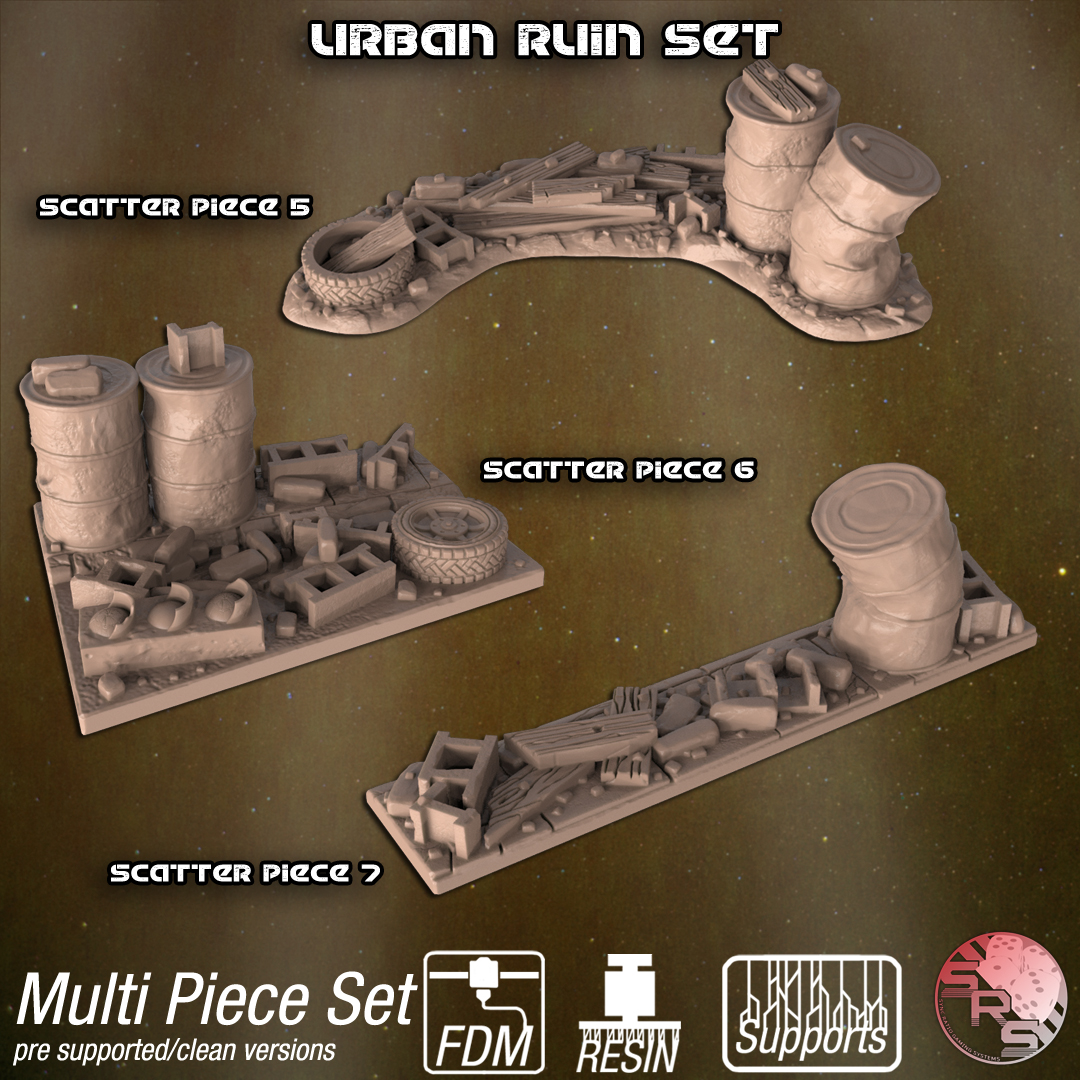 URBAN RUIN SET
SCATTER PIECE 5
SCATTER PIECE 6
SCATTER PIECE 7
Multi Piece Set
pre supported/clean versions
FDM
RESIN
Supports
SRS